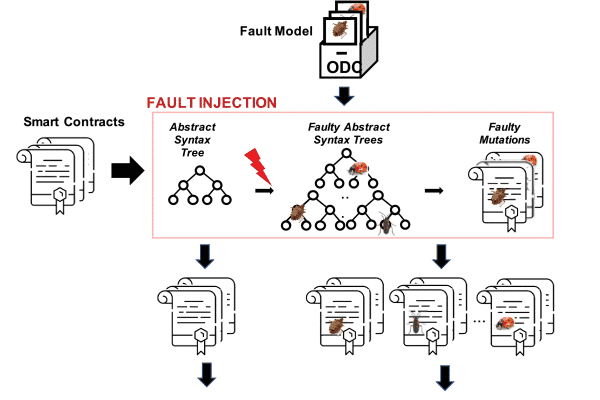 Fault Model
ODC
FAULT INJECTION
Smart Contracts
Abstract
Syntax
Tree
Faulty Abstract
Syntax Trees
Faulty
Mutations